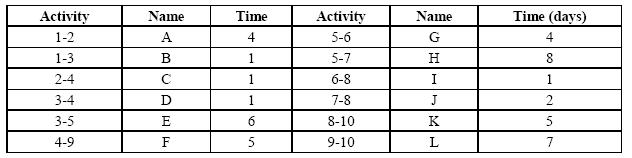 Activity Name Time Activity Name Time (days)
1-2 A 4 5-6 G 4
1-3 B 1 5-7 H 8
2-4 C 1 6-8 I 1
3-4 D 1 7-8 J 2
3-5 E 6 8-10 K 5
4-9 F 5 9-10 L 7